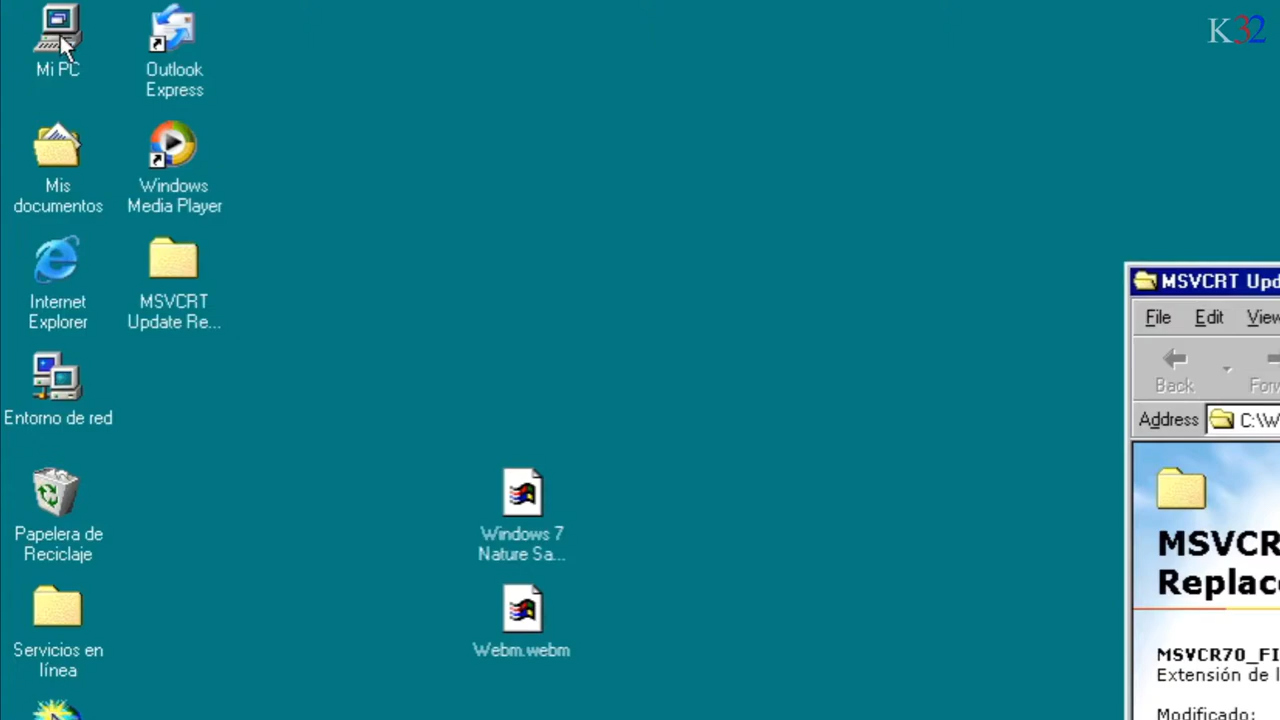 K32
Mi PC
Outlook
Express
Mis
documentos
Windows
Media Player
Internet
Explorer
MSVCRT
Update Re...
Entorno de red
Papelera de
Reciclaje
Servicios en
línea
Windows 7
Nature Sa...
Webm.webm
MSVCRT Upd
File Edit View
Back
Forw
Address C:\W
MSVCR
Replac
MSVCR70_FI
Extensión de l
Modificado: